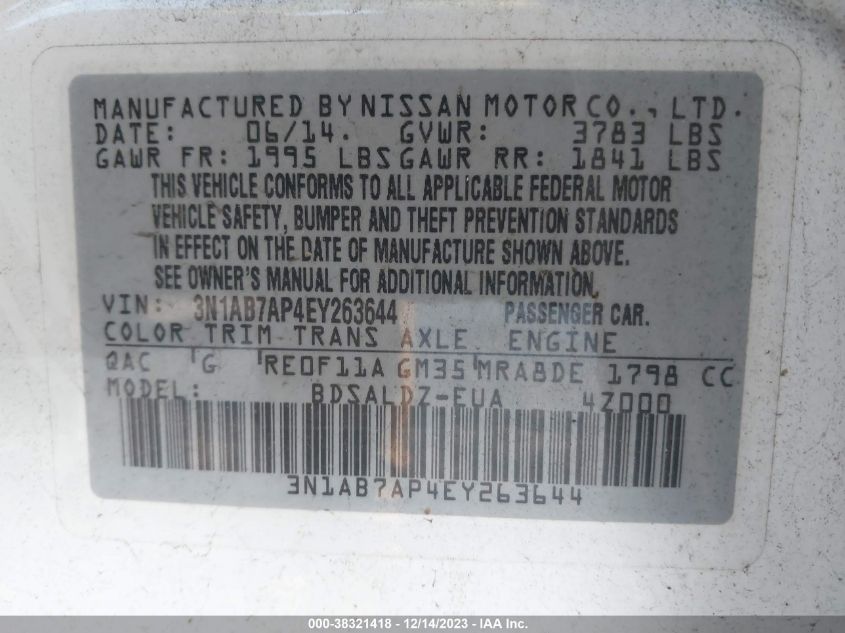 MANUFACTURED BY NISSAN MOTOR CO., LTD.
DATE: 06/14. GVWR: 3783 LBS
GAWR FR: 1995 LBS GAWR RR: 1841 LBS
THIS VEHICLE CONFORMS TO ALL APPLICABLE FEDERAL MOTOR
VEHICLE SAFETY, BUMPER AND THEFT PREVENTION STANDARDS
IN EFFECT ON THE DATE OF MANUFACTURE SHOWN ABOVE.
SEE OWNER'S MANUAL FOR ADDITIONAL INFORMATION.
VIN: 3N1AB7AP4EY263644 PASSENGER CAR.
COLOR TRIM TRANS AXLE ENGINE
QAC G RE0F11A GM35 MRA8DE 1798 CC
MODEL: BDSALDZ-EUA 4Z000
3N1AB7AP4EY263644
000-38321418 - 12/14/2023 - IAA Inc.